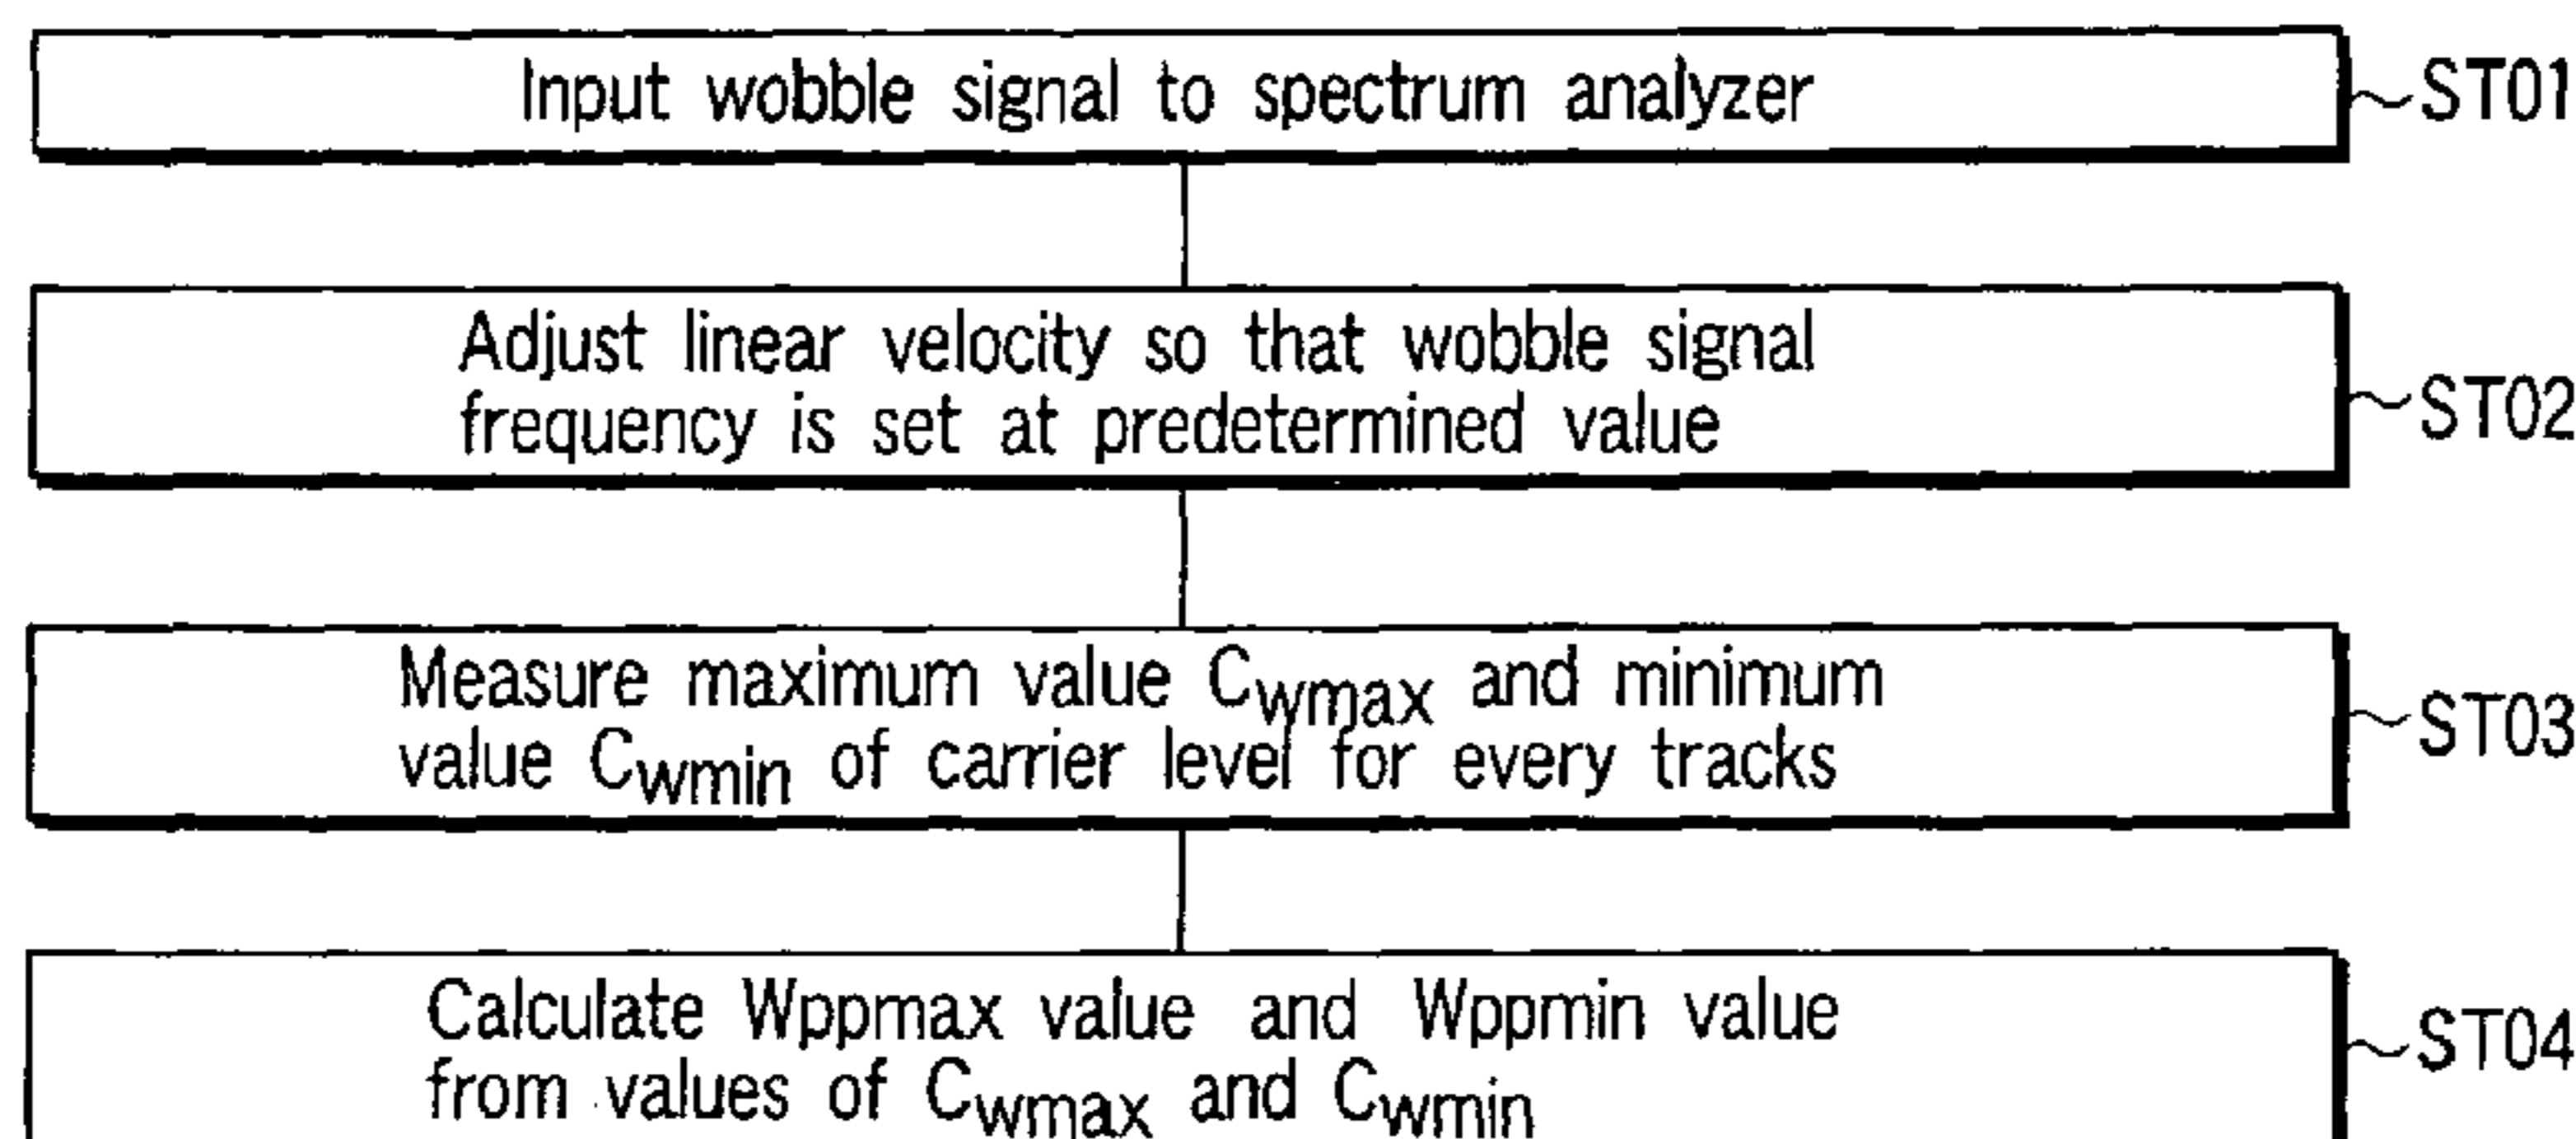 Input wobble signal to spectrum analyzer
ST01
Adjust linear velocity so that wobble signal
frequency is set at predetermined value
ST02
Measure maximum value Cwmax and minimum
value Cwmin of carrier level for every tracks
ST03
Calculate Wppmax value and Wppmin value
from values of Cwmax and Cwmin
ST04